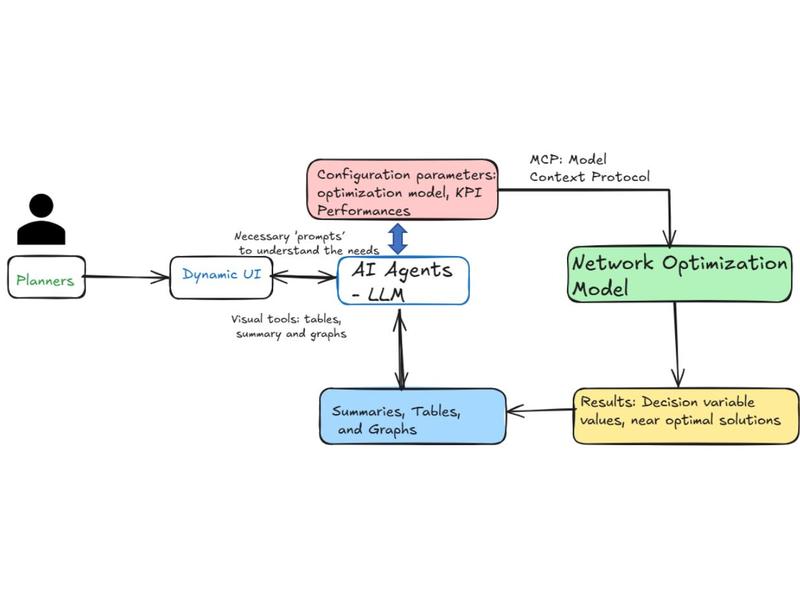 MCP: Model
Context Protocol
Configuration parameters:
optimization model, KPI
Performances
Necessary 'prompts'
to understand the needs
Planners
Dynamic UI
AI Agents
- LLM
Network Optimization
Model
Visual tools: tables,
summary and graphs
Summaries, Tables,
and Graphs
Results: Decision variable
values, near optimal solutions